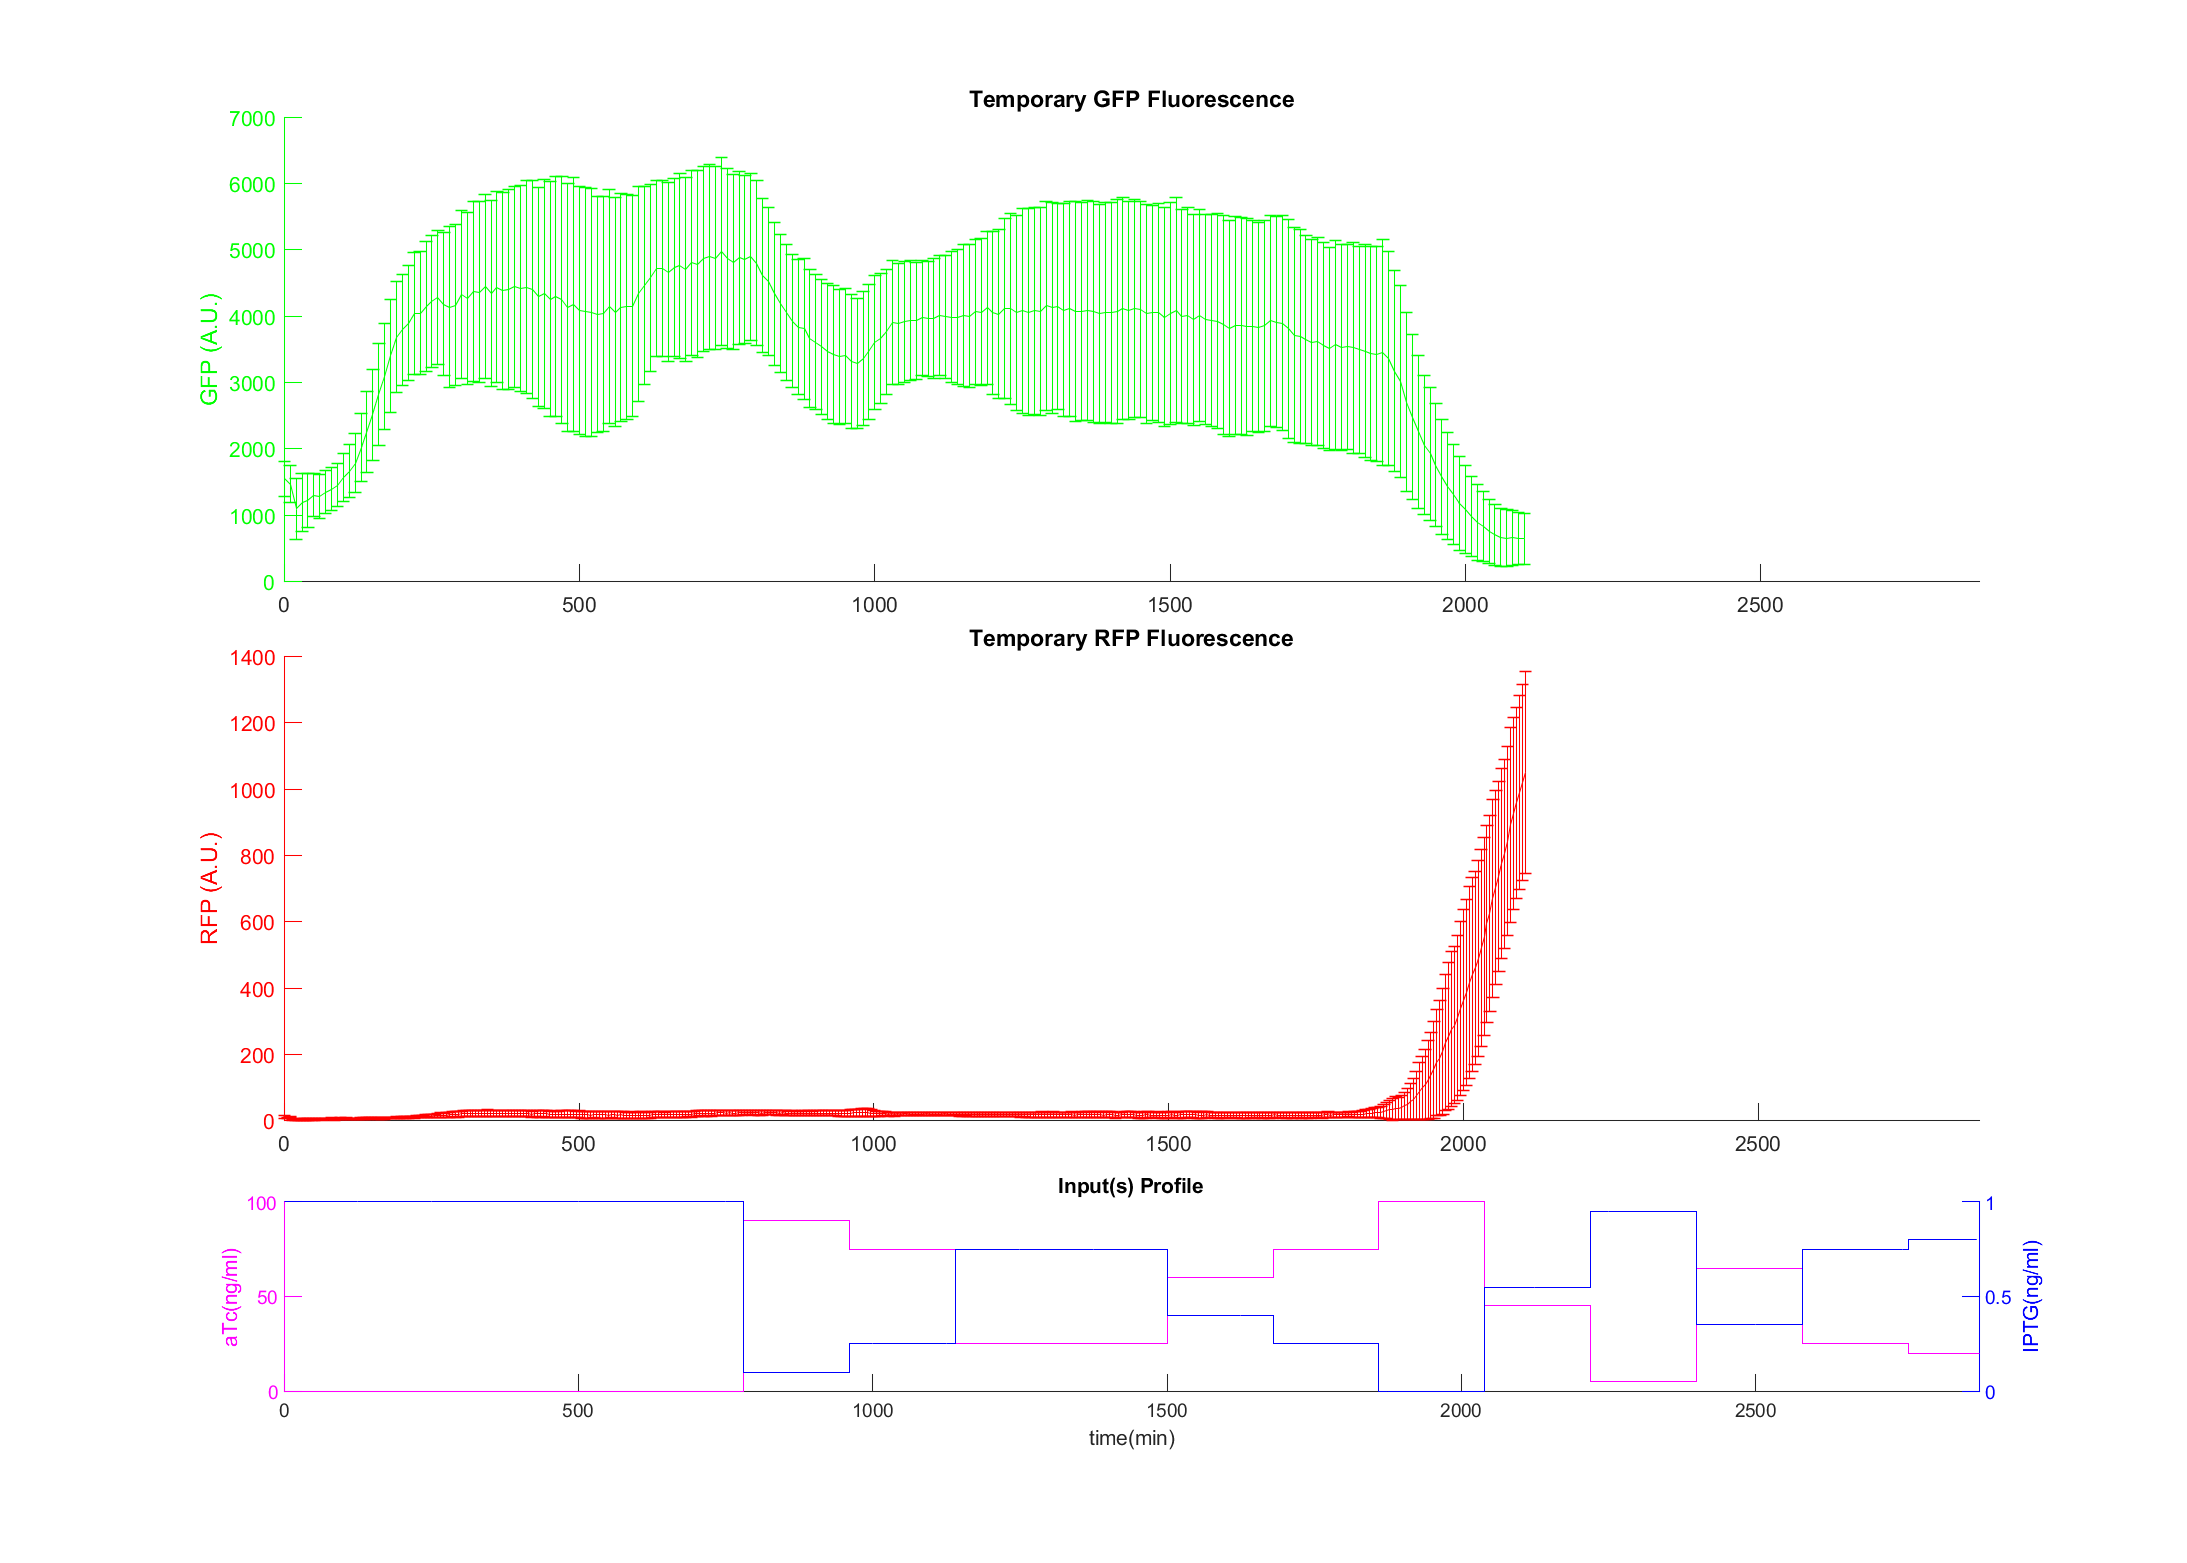 Temporary GFP Fluorescence
7000
6000
5000
4000
3000
2000
1000
0
GFP (A.U.)
0 500 1000 1500 2000 2500
Temporary RFP Fluorescence
1400
1200
1000
800
600
400
200
0
RFP (A.U.)
0 500 1000 1500 2000 2500
Input(s) Profile
100
50
0
aTc(ng/ml)
1
0.5
0
IPTG(ng/ml)
0 500 1000 1500 2000 2500
time(min)